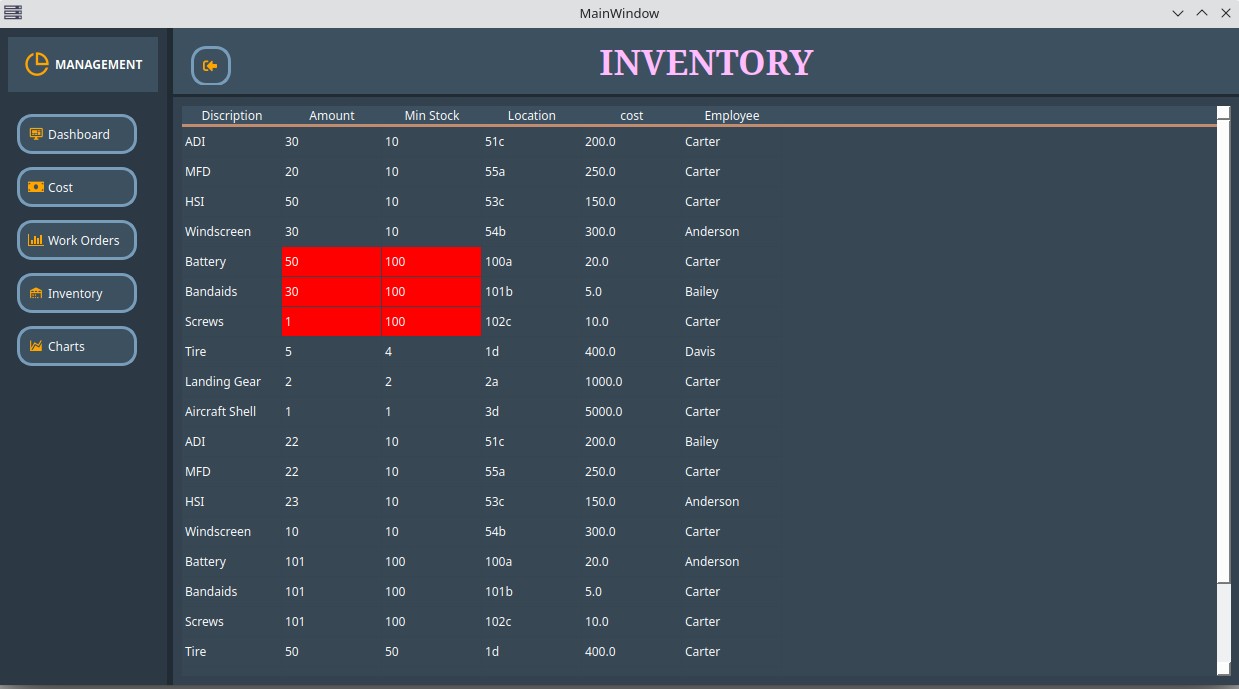 MainWindow
MANAGEMENT
INVENTORY
Dashboard
Cost
Work Orders
Inventory
Charts
Discription Amount Min Stock Location cost Employee
ADI 30 10 51c 200.0 Carter
MFD 20 10 55a 250.0 Carter
HSI 50 10 53c 150.0 Carter
Windscreen 30 10 54b 300.0 Anderson
Battery 50 100 100a 20.0 Carter
Bandaids 30 100 101b 5.0 Bailey
Screws 1 100 102c 10.0 Carter
Tire 5 4 1d 400.0 Davis
Landing Gear 2 2 2a 1000.0 Carter
Aircraft Shell 1 1 3d 5000.0 Carter
ADI 22 10 51c 200.0 Bailey
MFD 22 10 55a 250.0 Carter
HSI 23 10 53c 150.0 Anderson
Windscreen 10 10 54b 300.0 Carter
Battery 101 100 100a 20.0 Anderson
Bandaids 101 100 101b 5.0 Carter
Screws 101 100 102c 10.0 Carter
Tire 50 50 1d 400.0 Carter